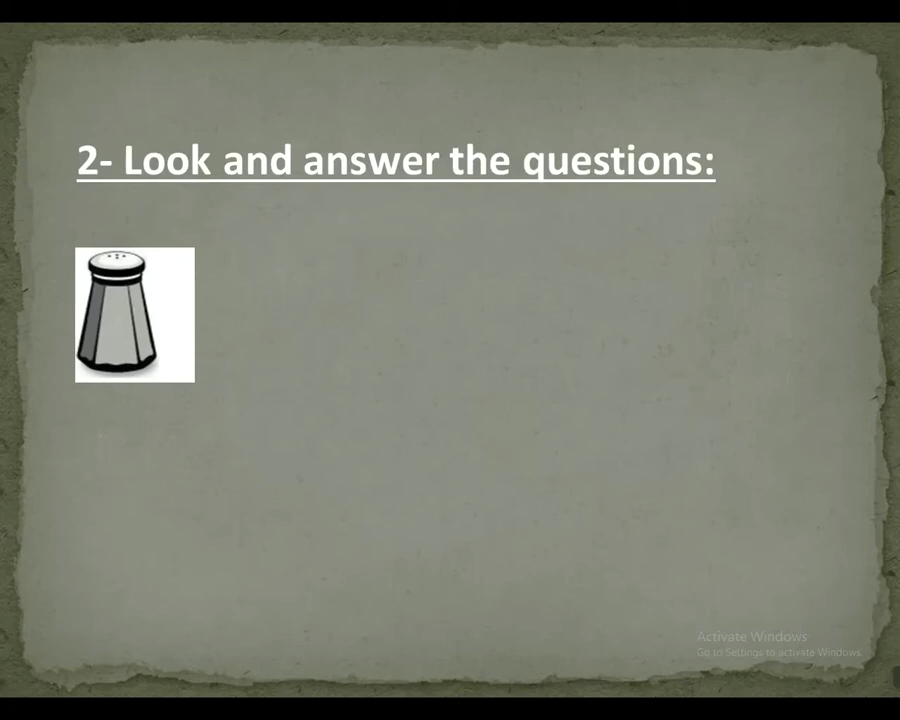 2- Look and answer the questions:
Activate Windows
Go to Settings to activate Windows.